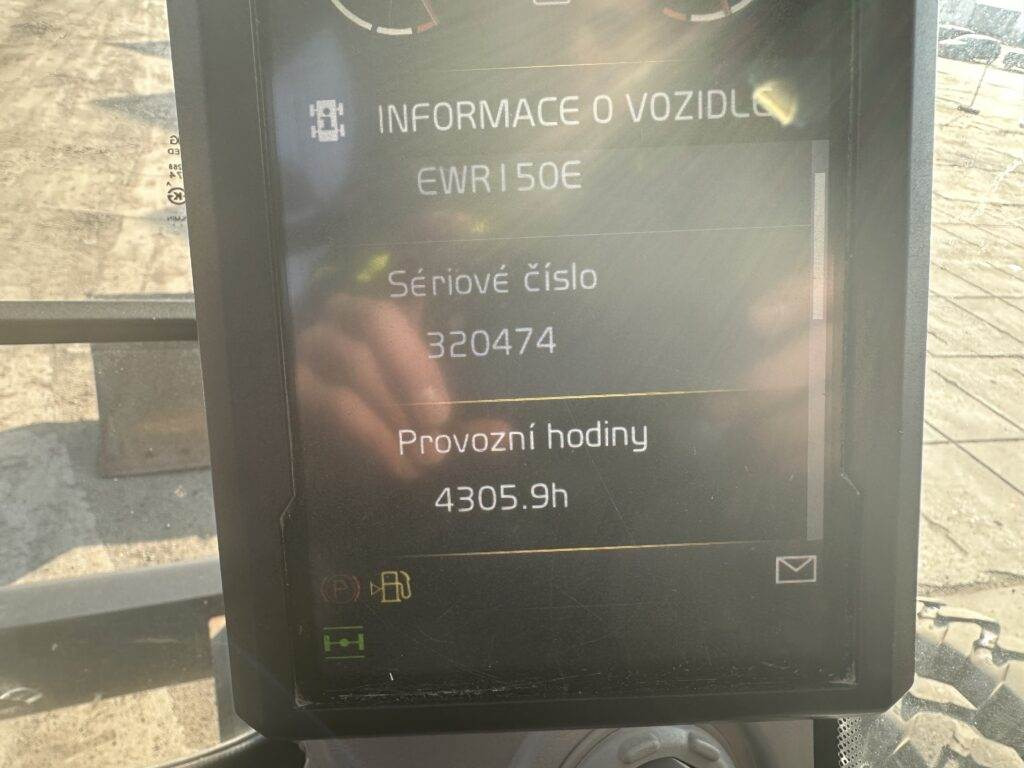 INFORMACE O VOZIDLE
EWR150E
Sériové číslo
320474
Provozní hodiny
4305.9h
P